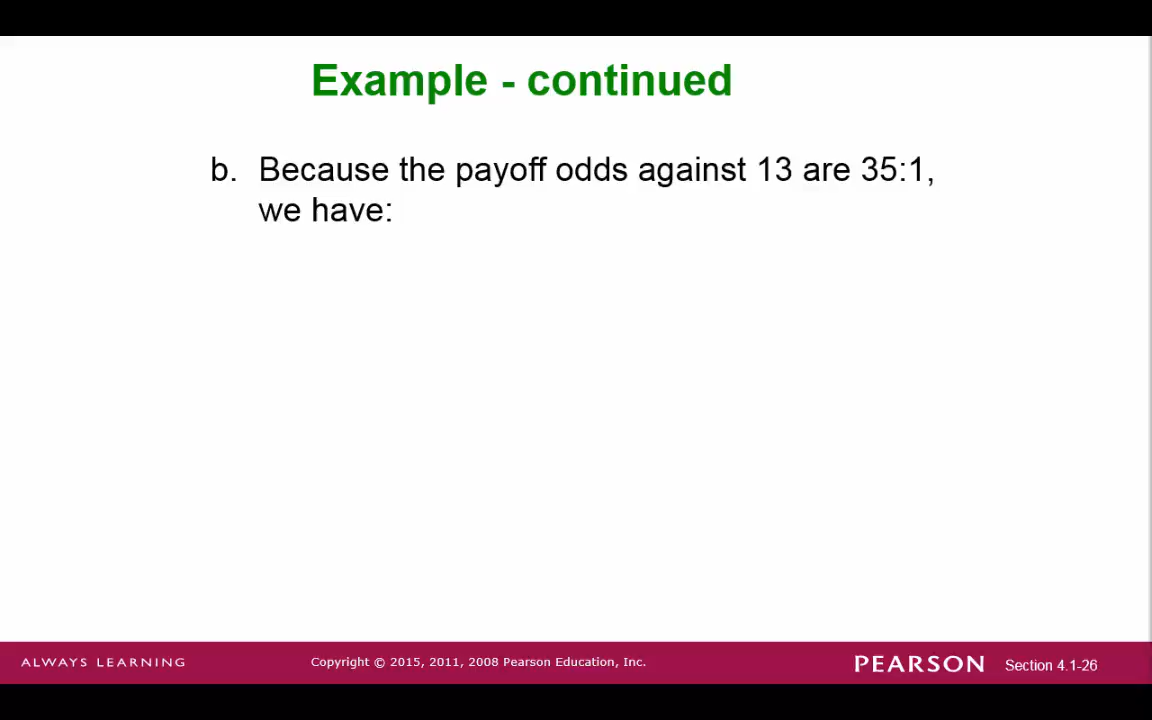 Example - continued
b. Because the payoff odds against 13 are 35:1,
we have:
ALWAYS LEARNING
Copyright © 2015, 2011, 2008 Pearson Education, Inc.
PEARSON
Section 4.1-26